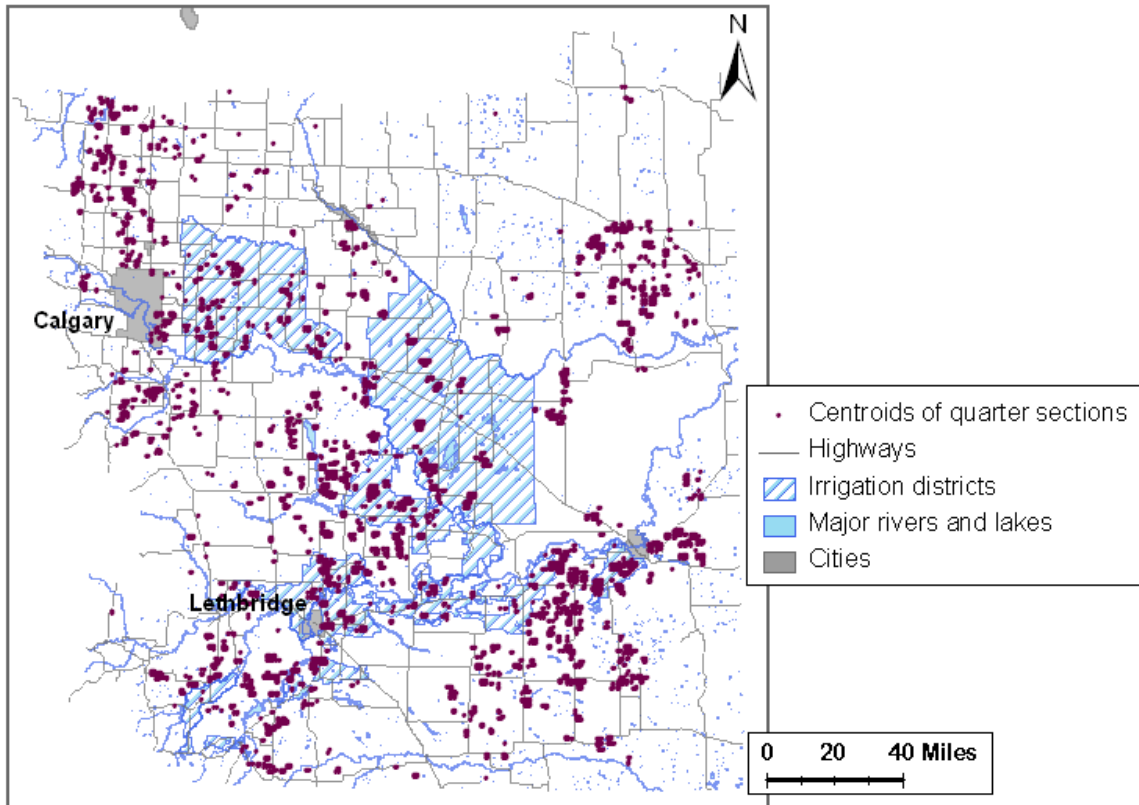 N
Calgary
Lethbridge
Centroids of quarter sections
Highways
Irrigation districts
Major rivers and lakes
Cities
0 20 40 Miles